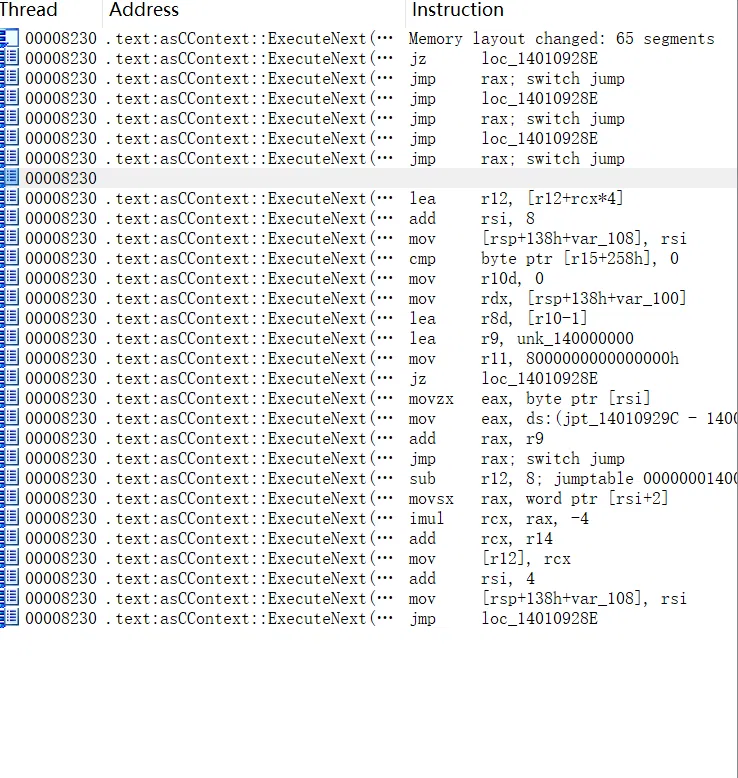 Thread Address Instruction
00008230 .text:asCContext::ExecuteNext(… Memory layout changed: 65 segments
00008230 .text:asCContext::ExecuteNext(… jz loc_14010928E
00008230 .text:asCContext::ExecuteNext(… jmp rax; switch jump
00008230 .text:asCContext::ExecuteNext(… jmp loc_14010928E
00008230 .text:asCContext::ExecuteNext(… jmp rax; switch jump
00008230 .text:asCContext::ExecuteNext(… jmp loc_14010928E
00008230 .text:asCContext::ExecuteNext(… jmp rax; switch jump
00008230
00008230 .text:asCContext::ExecuteNext(… lea r12, [r12+rcx*4]
00008230 .text:asCContext::ExecuteNext(… add rsi, 8
00008230 .text:asCContext::ExecuteNext(… mov [rsp+138h+var_108], rsi
00008230 .text:asCContext::ExecuteNext(… cmp byte ptr [r15+258h], 0
00008230 .text:asCContext::ExecuteNext(… mov r10d, 0
00008230 .text:asCContext::ExecuteNext(… mov rdx, [rsp+138h+var_100]
00008230 .text:asCContext::ExecuteNext(… lea r8d, [r10-1]
00008230 .text:asCContext::ExecuteNext(… lea r9, unk_140000000
00008230 .text:asCContext::ExecuteNext(… mov r11, 8000000000000000h
00008230 .text:asCContext::ExecuteNext(… jz loc_14010928E
00008230 .text:asCContext::ExecuteNext(… movzx eax, byte ptr [rsi]
00008230 .text:asCContext::ExecuteNext(… mov eax, ds:(jpt_14010929C - 1400
00008230 .text:asCContext::ExecuteNext(… add rax, r9
00008230 .text:asCContext::ExecuteNext(… jmp rax; switch jump
00008230 .text:asCContext::ExecuteNext(… sub r12, 8; jumptable 00000001400
00008230 .text:asCContext::ExecuteNext(… movsx rax, word ptr [rsi+2]
00008230 .text:asCContext::ExecuteNext(… imul rcx, rax, -4
00008230 .text:asCContext::ExecuteNext(… add rcx, r14
00008230 .text:asCContext::ExecuteNext(… mov [r12], rcx
00008230 .text:asCContext::ExecuteNext(… add rsi, 4
00008230 .text:asCContext::ExecuteNext(… mov [rsp+138h+var_108], rsi
00008230 .text:asCContext::ExecuteNext(… jmp loc_14010928E